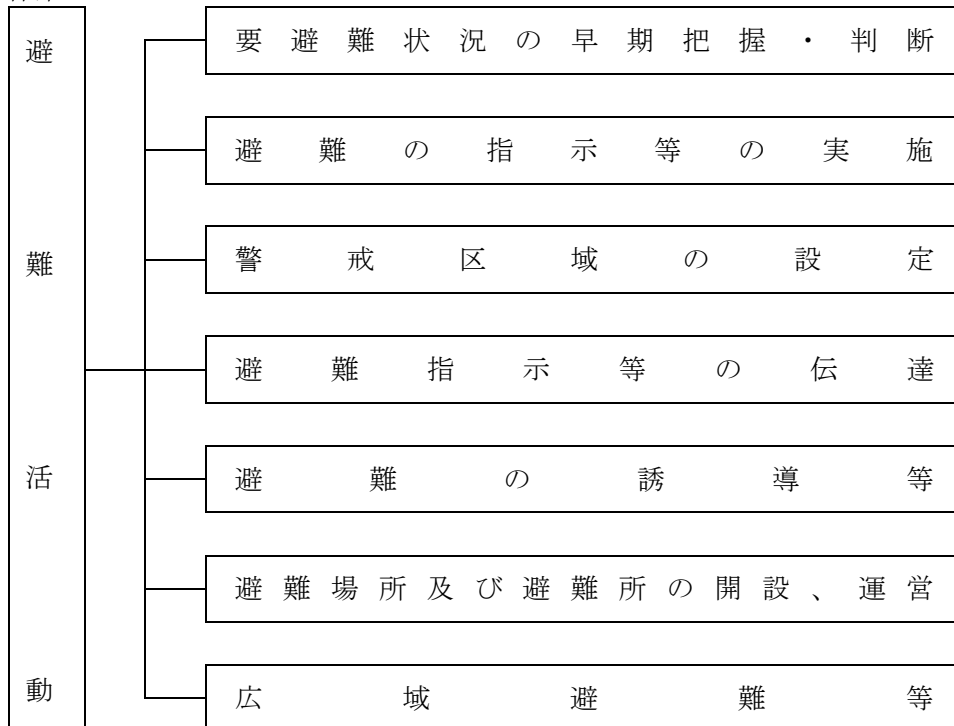 避難活動
要避難状況の早期把握・判断
避難の指示等の実施
警戒区域の設定
避難指示等の伝達
避難の誘導等
避難場所及び避難所の開設、運営
広域避難等